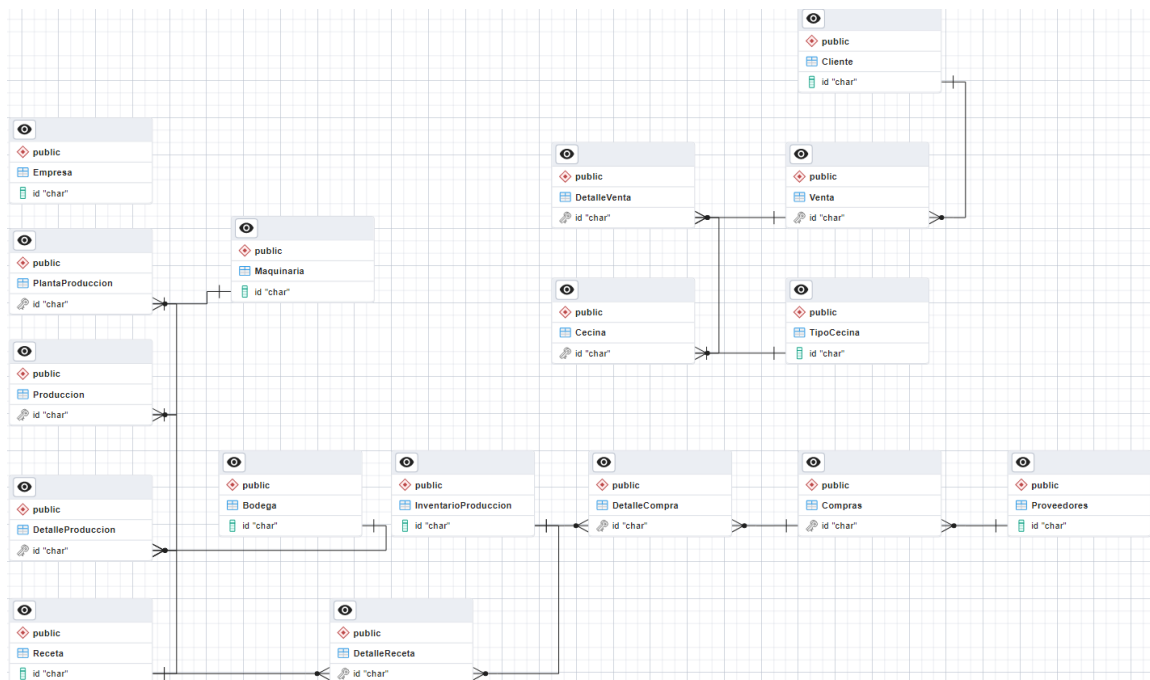 public
Cliente
id "char"
public
Empresa
id "char"
public
DetalleVenta
id "char"
public
Venta
id "char"
public
PlantaProduccion
id "char"
public
Maquinaria
id "char"
public
Cecina
id "char"
public
TipoCecina
id "char"
public
Produccion
id "char"
public
Bodega
id "char"
public
InventarioProduccion
id "char"
public
DetalleCompra
id "char"
public
Compras
id "char"
public
Proveedores
id "char"
public
DetalleProduccion
id "char"
public
Receta
id "char"
public
DetalleReceta
id "char"